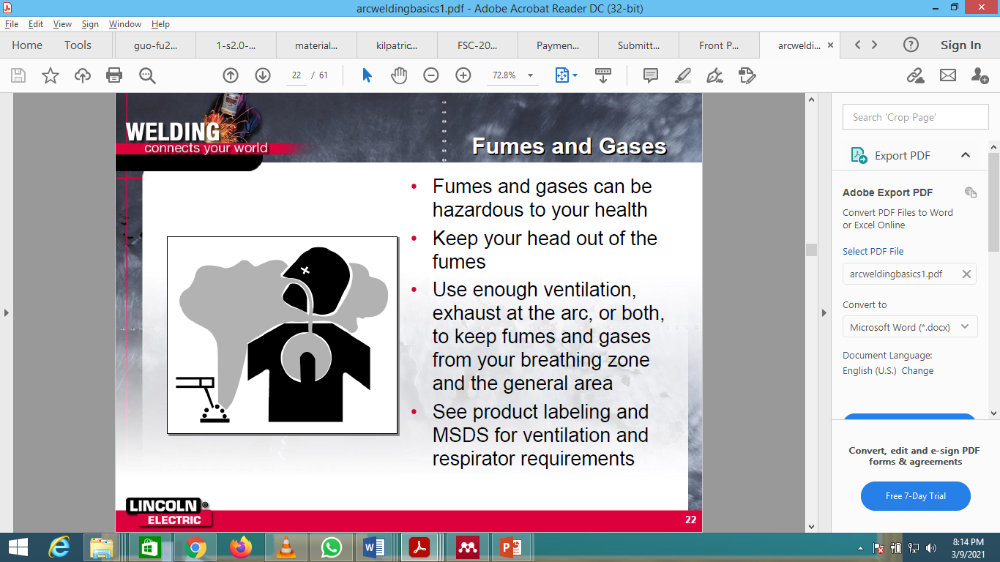 arcweldingbasics1.pdf - Adobe Acrobat Reader DC (32-bit)
File Edit View Sign Window Help
Home Tools guo-fu2... 1-s2.0-... material... kilpatric... FSC-20... Paymen... Submitt... Front P... arcweldi... Sign In
22 / 61 72.8%
WELDING
connects your world
Fumes and Gases
• Fumes and gases can be
hazardous to your health
• Keep your head out of the
fumes
• Use enough ventilation,
exhaust at the arc, or both,
to keep fumes and gases
from your breathing zone
and the general area
• See product labeling and
MSDS for ventilation and
respirator requirements
LINCOLN ®
ELECTRIC
22
Search 'Crop Page'
Export PDF
Adobe Export PDF
Convert PDF Files to Word
or Excel Online
Select PDF File
arcweldingbasics1.pdf
Convert to
Microsoft Word (*.docx)
Document Language:
English (U.S.) Change
Convert, edit and e-sign PDF
forms & agreements
Free 7-Day Trial
8:14 PM
3/9/2021